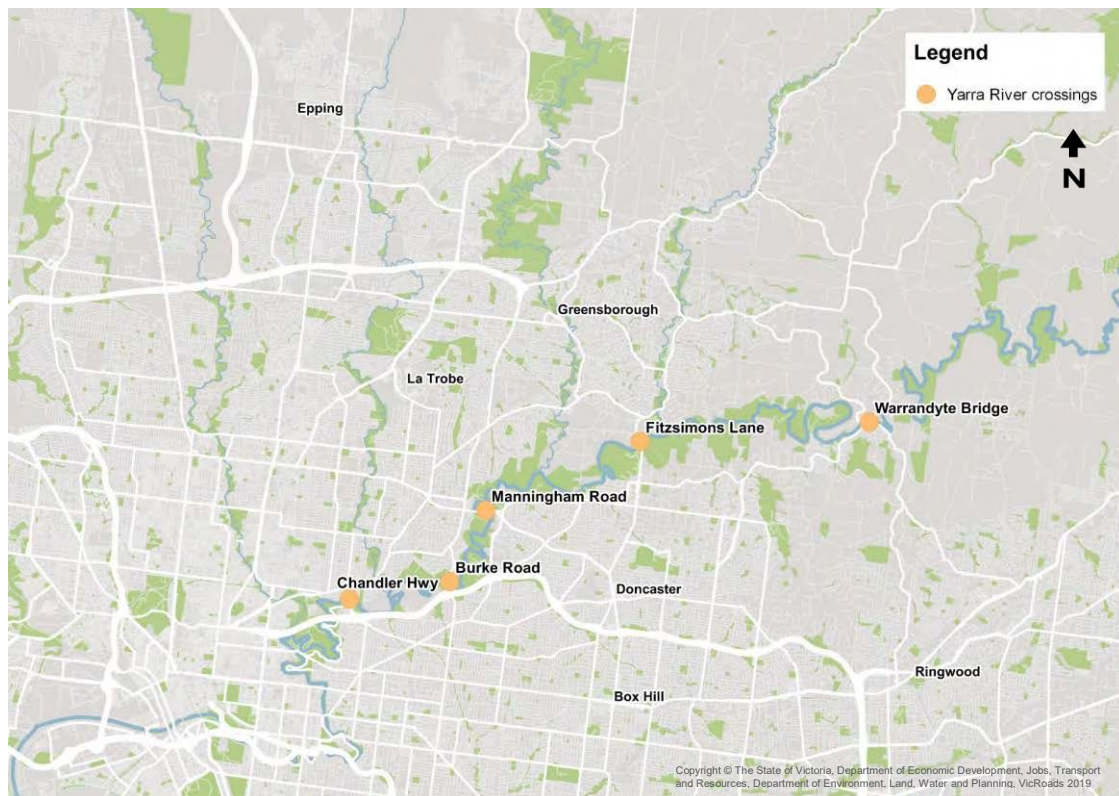 Legend
Yarra River crossings
N
Epping
Greensborough
La Trobe
Warrandyte Bridge
Fitzsimons Lane
Manningham Road
Burke Road
Chandler Hwy
Doncaster
Ringwood
Box Hill
Copyright © The State of Victoria, Department of Economic Development, Jobs, Transport
and Resources, Department of Environment, Land, Water and Planning, VicRoads 2019